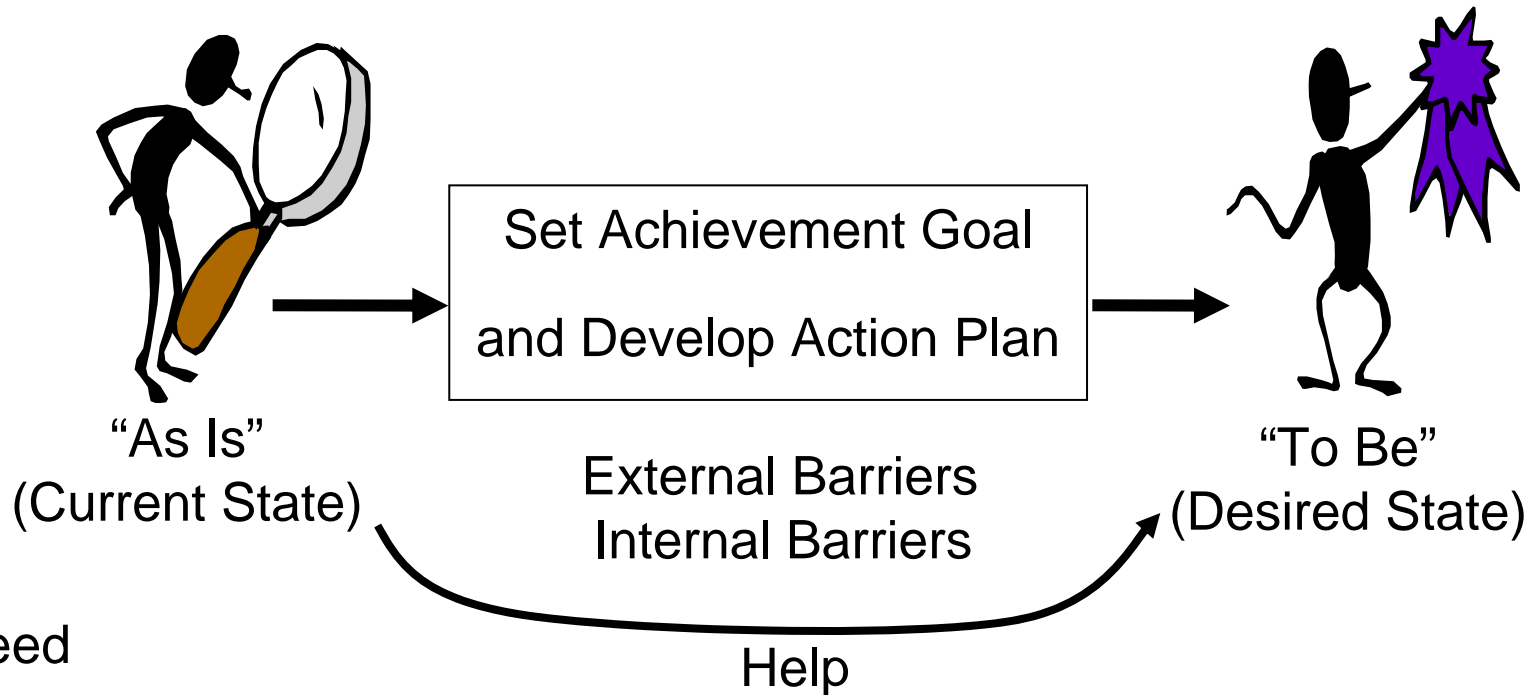 Set Achievement Goal
and Develop Action Plan
“As Is”
(Current State)
External Barriers
Internal Barriers
“To Be”
(Desired State)
eed
Help